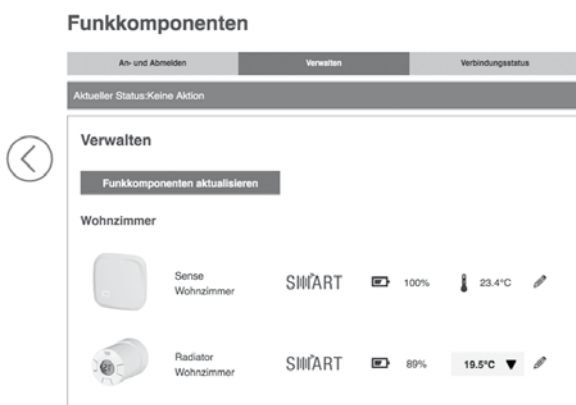 Funkkomponenten
An- und Abmelden Verwalten Verbindungsstatus
Aktueller Status:Keine Aktion
Verwalten
Funkkomponenten aktualisieren
Wohnzimmer
Sense
Wohnzimmer
SMART 100% 23.4°C
Radiator
Wohnzimmer
SMART 89% 19.5°C ▼